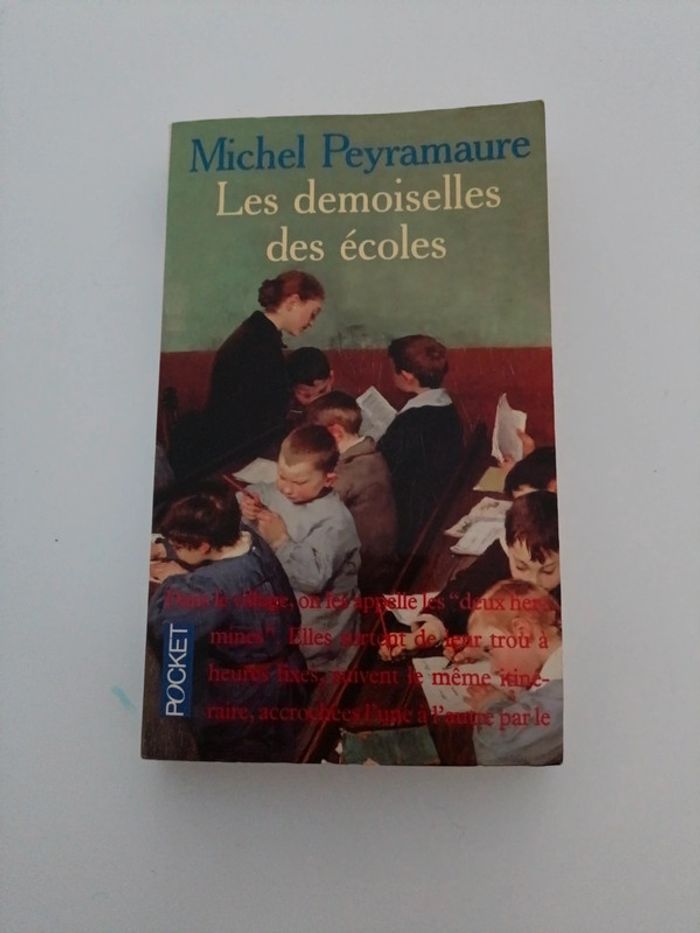 Michel Peyramaure
Les demoiselles
des écoles
Dans le village, on les appelle les "deux her-
mines". Elles sortent de leur trou à
heures fixes, suivent le même itiné-
raire, accrochées l'une à l'autre par le
POCKET